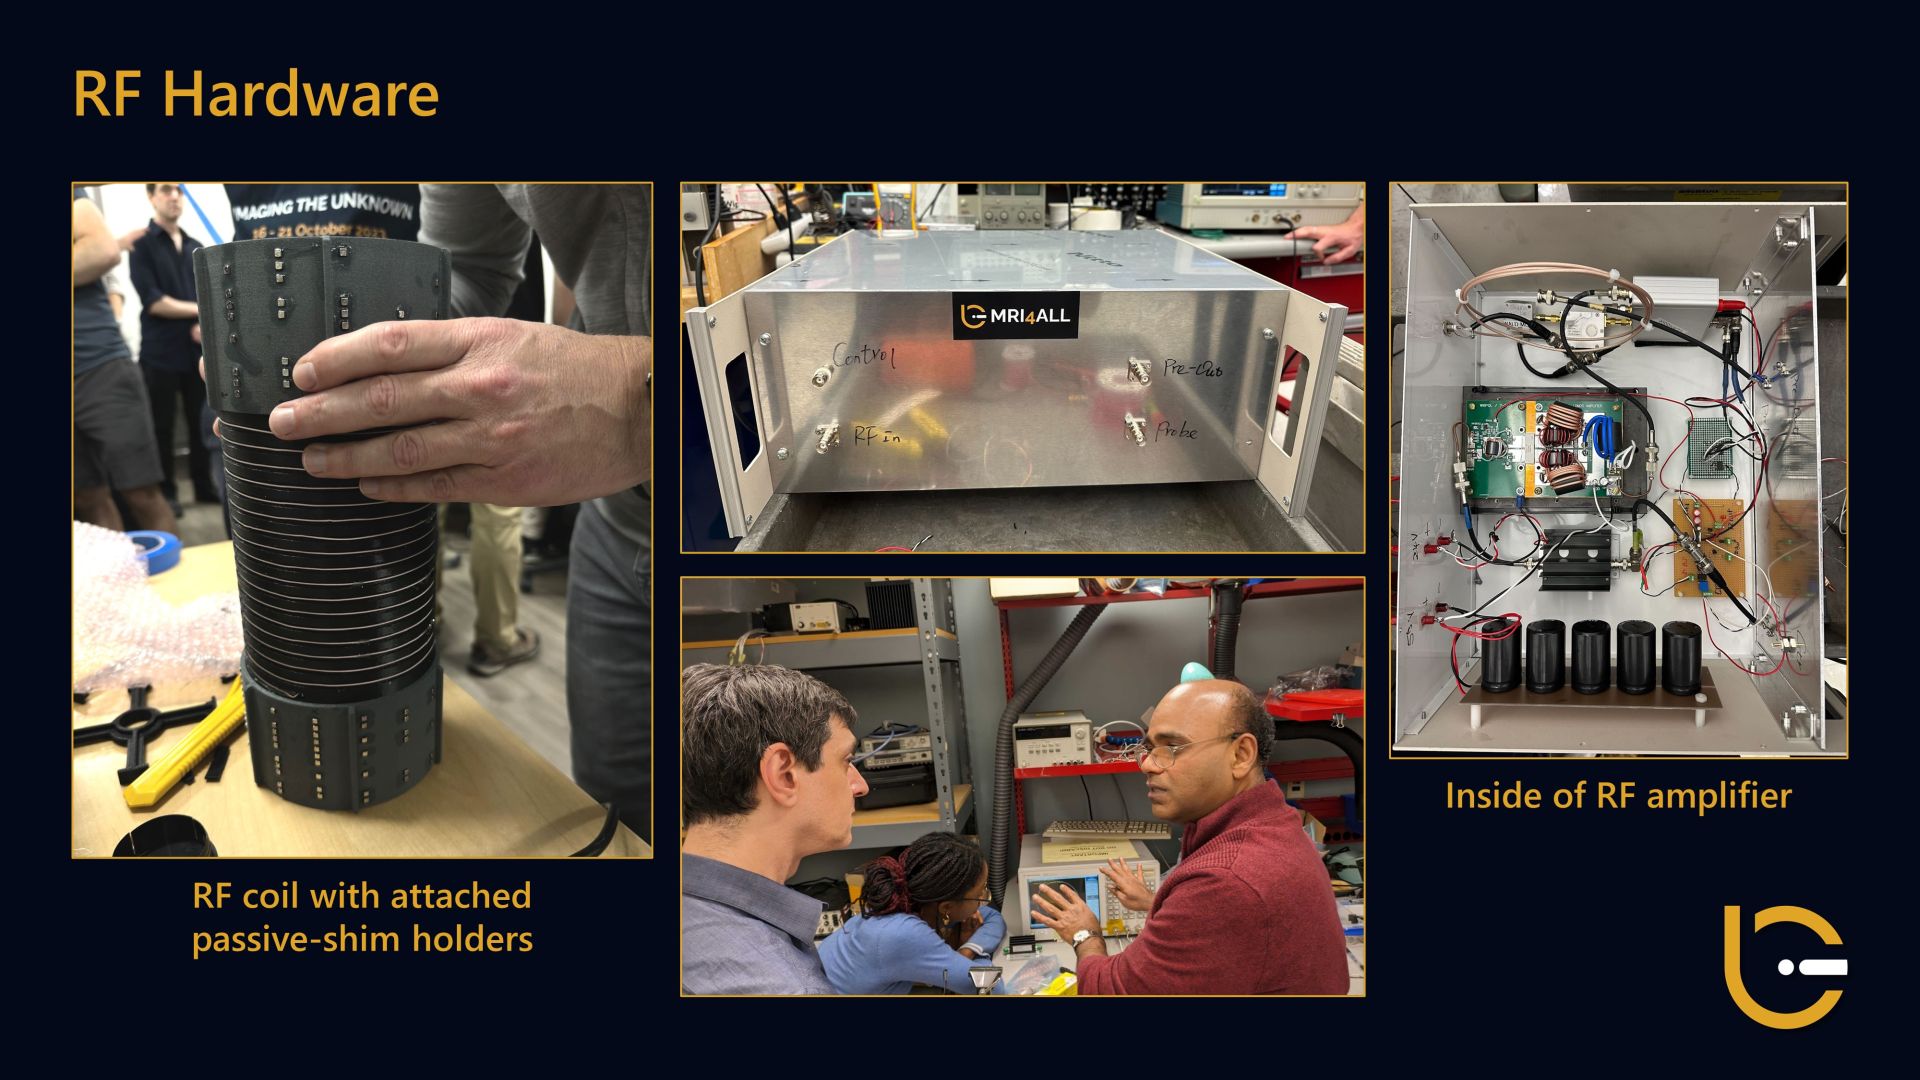 RF Hardware
IMAGING THE UNKNOWN
16 - 21 October 2023
MRI4ALL
Control
Pre-Out
RF in
Probe
IMPORTANT
Inside of RF amplifier
RF coil with attached
passive-shim holders